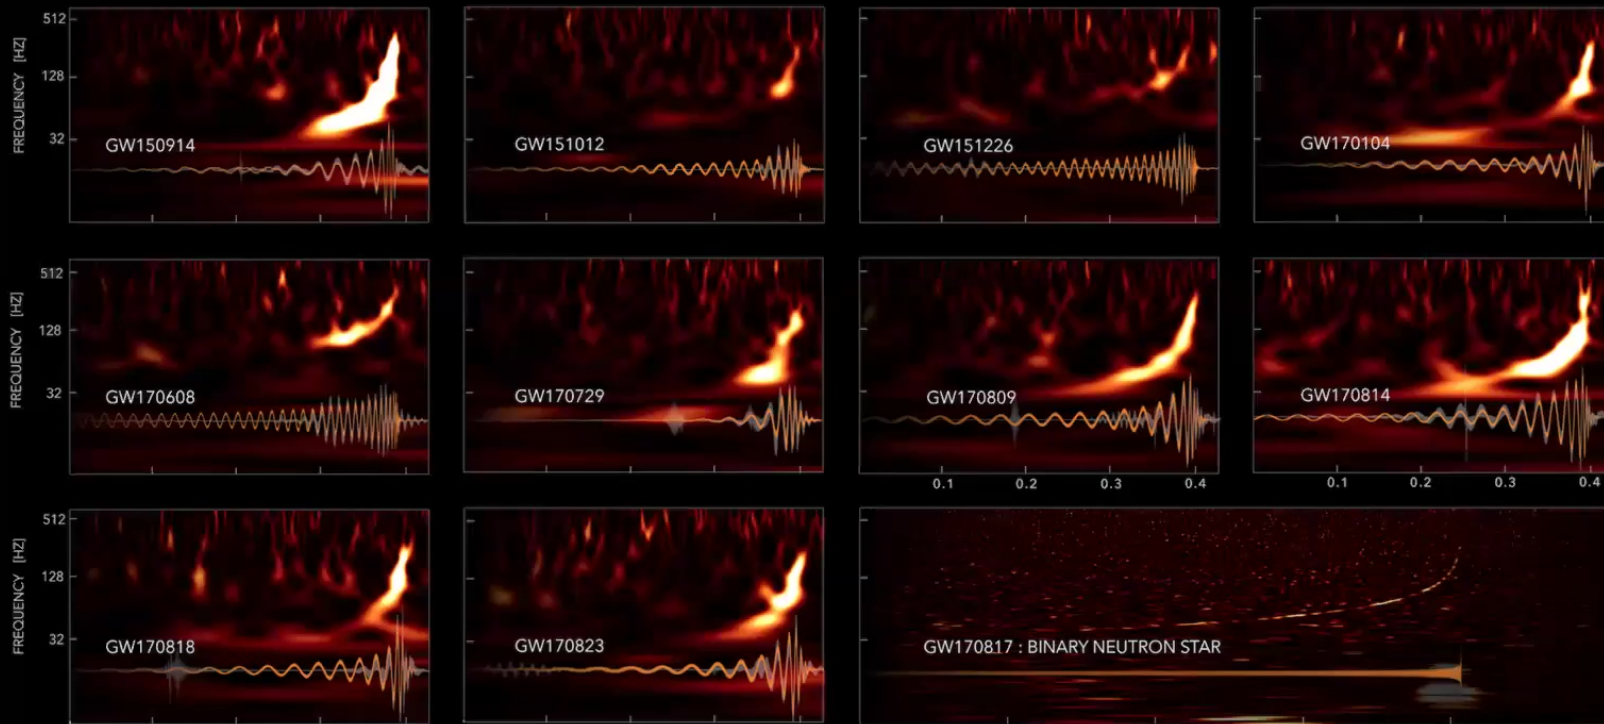 512
FREQUENCY [HZ]
128
32
GW150914
GW151012
GW151226
GW170104
512
FREQUENCY [HZ]
128
32
GW170608
GW170729
GW170809
GW170814
0.1 0.2 0.3 0.4
0.1 0.2 0.3 0.4
512
FREQUENCY [HZ]
128
32
GW170818
GW170823
GW170817 : BINARY NEUTRON STAR